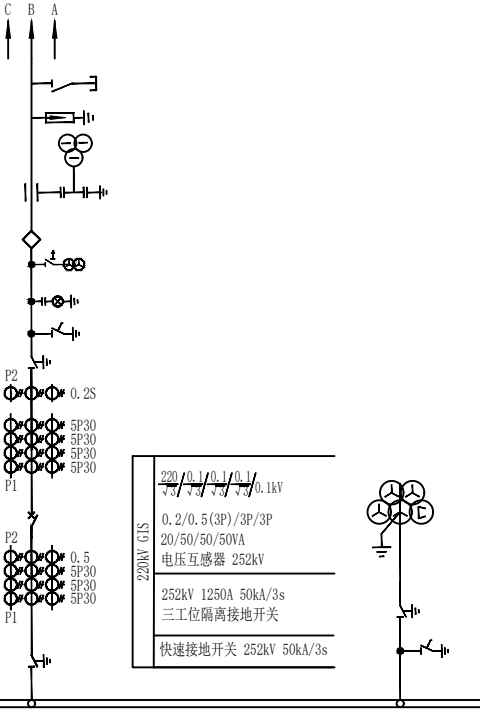 C B A
P2
0.2S
5P30
5P30
5P30
5P30
P1
P2
0.5
5P30
5P30
5P30
P1
220kV GIS
220/√3/0.1/√3/0.1/√3/0.1/√3/0.1kV
0.2/0.5(3P)/3P/3P
20/50/50/50VA
电压互感器 252kV
252kV 1250A 50kA/3s
三工位隔离接地开关
快速接地开关 252kV 50kA/3s